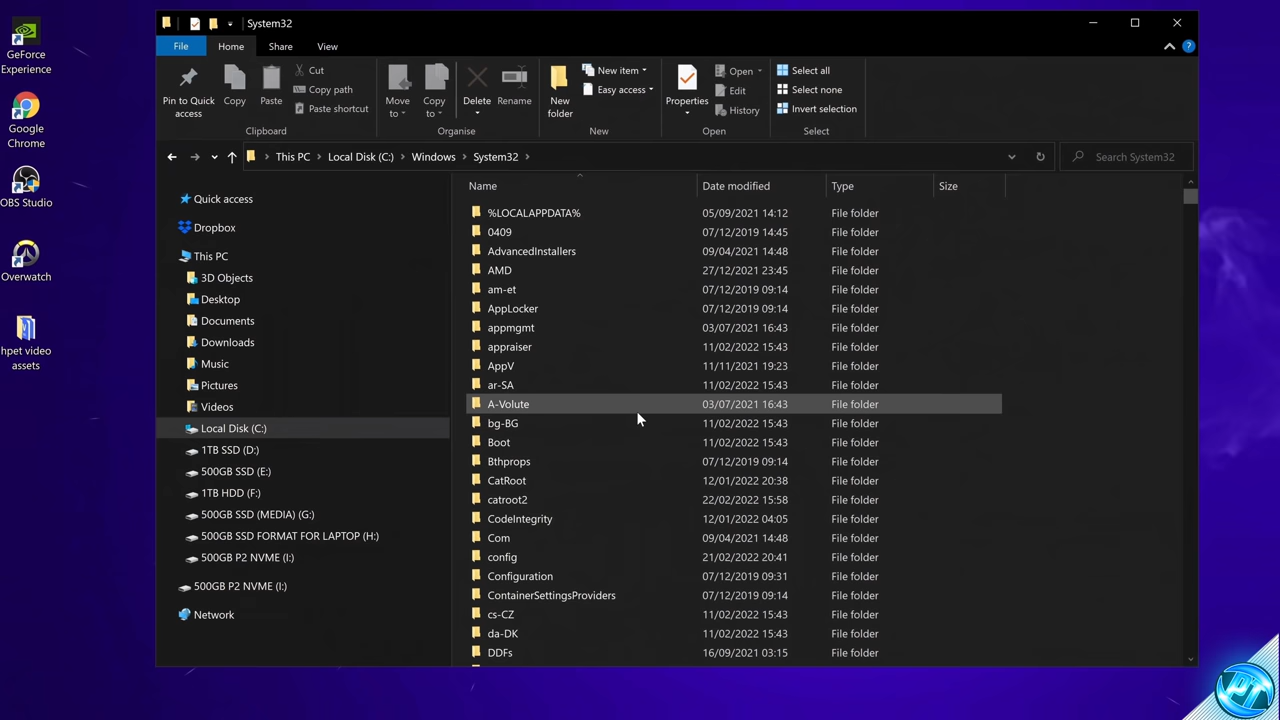 GeForce
Experience
Google
Chrome
OBS Studio
Overwatch
hpet video
assets
System32
File
Home
Share
View
Pin to Quick
access
Copy
Paste
Cut
Copy path
Paste shortcut
Clipboard
Move
to
Copy
to
Delete
Rename
Organise
New
folder
New item
Easy access
New
Properties
Open
Edit
History
Open
Select all
Select none
Invert selection
Select
This PC > Local Disk (C:) > Windows > System32 >
Search System32
Quick access
Dropbox
This PC
3D Objects
Desktop
Documents
Downloads
Music
Pictures
Videos
Local Disk (C:)
1TB SSD (D:)
500GB SSD (E:)
1TB HDD (F:)
500GB SSD (MEDIA) (G:)
500GB SSD FORMAT FOR LAPTOP (H:)
500GB P2 NVME (I:)
500GB P2 NVME (I:)
Network
Name Date modified Type Size
%LOCALAPPDATA% 05/09/2021 14:12 File folder
0409 07/12/2019 14:45 File folder
AdvancedInstallers 09/04/2021 14:48 File folder
AMD 27/12/2021 23:45 File folder
am-et 07/12/2019 09:14 File folder
AppLocker 07/12/2019 09:14 File folder
appmgmt 03/07/2021 16:43 File folder
appraiser 11/02/2022 15:43 File folder
AppV 11/11/2021 19:23 File folder
ar-SA 11/02/2022 15:43 File folder
A-Volute 03/07/2021 16:43 File folder
bg-BG 11/02/2022 15:43 File folder
Boot 11/02/2022 15:43 File folder
Bthprops 07/12/2019 09:14 File folder
CatRoot 12/01/2022 20:38 File folder
catroot2 22/02/2022 15:58 File folder
CodeIntegrity 12/01/2022 04:05 File folder
Com 09/04/2021 14:48 File folder
config 21/02/2022 20:41 File folder
Configuration 07/12/2019 09:31 File folder
ContainerSettingsProviders 07/12/2019 09:14 File folder
cs-CZ 11/02/2022 15:43 File folder
da-DK 11/02/2022 15:43 File folder
DDFs 16/09/2021 03:15 File folder
PT